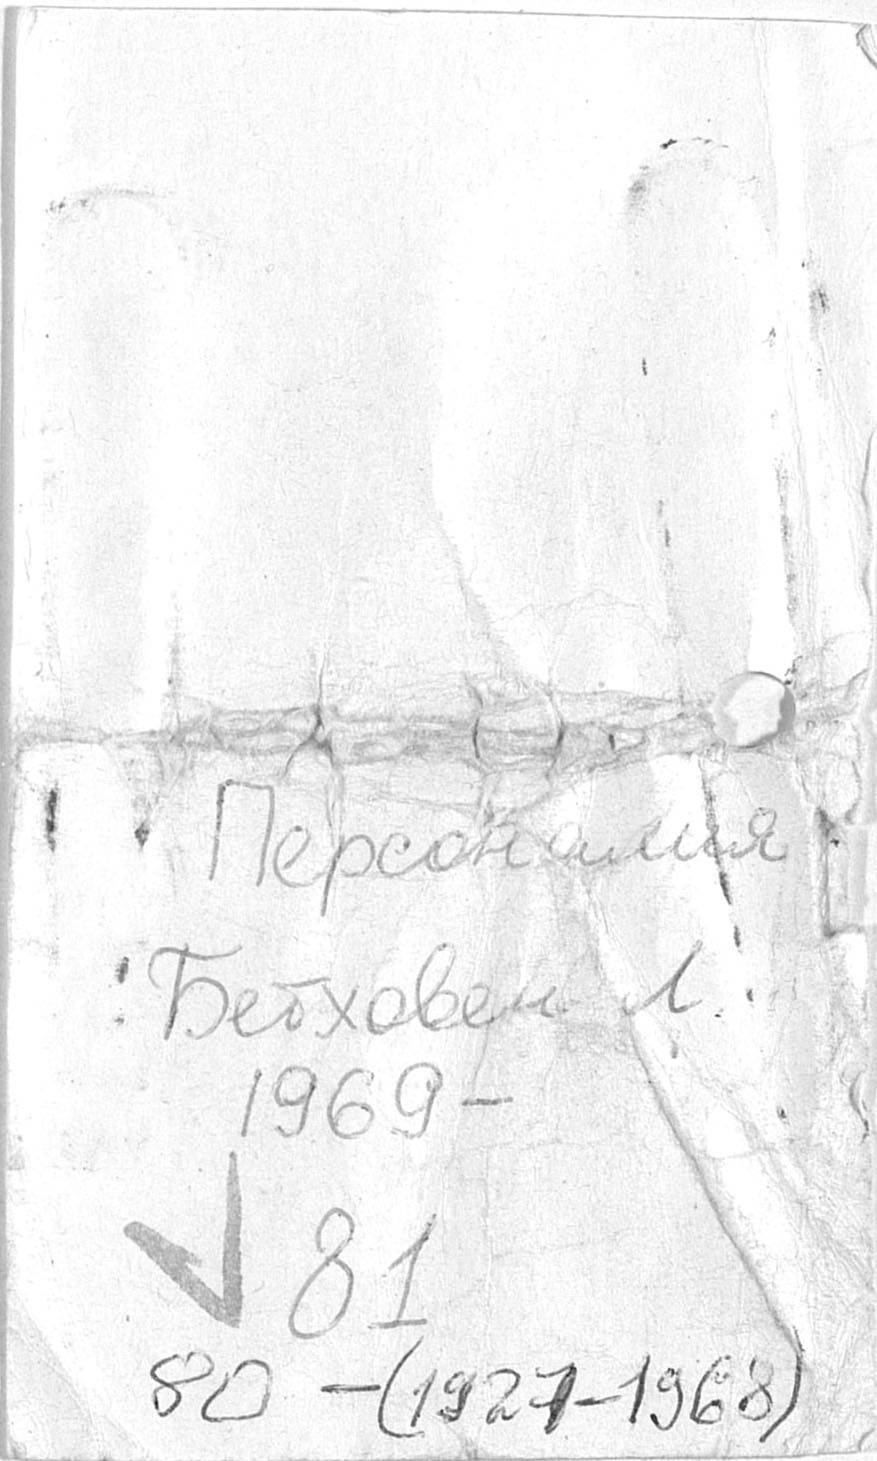 Персоналия
Бетховен Л.
1969-
81
80 - (1927-1968)